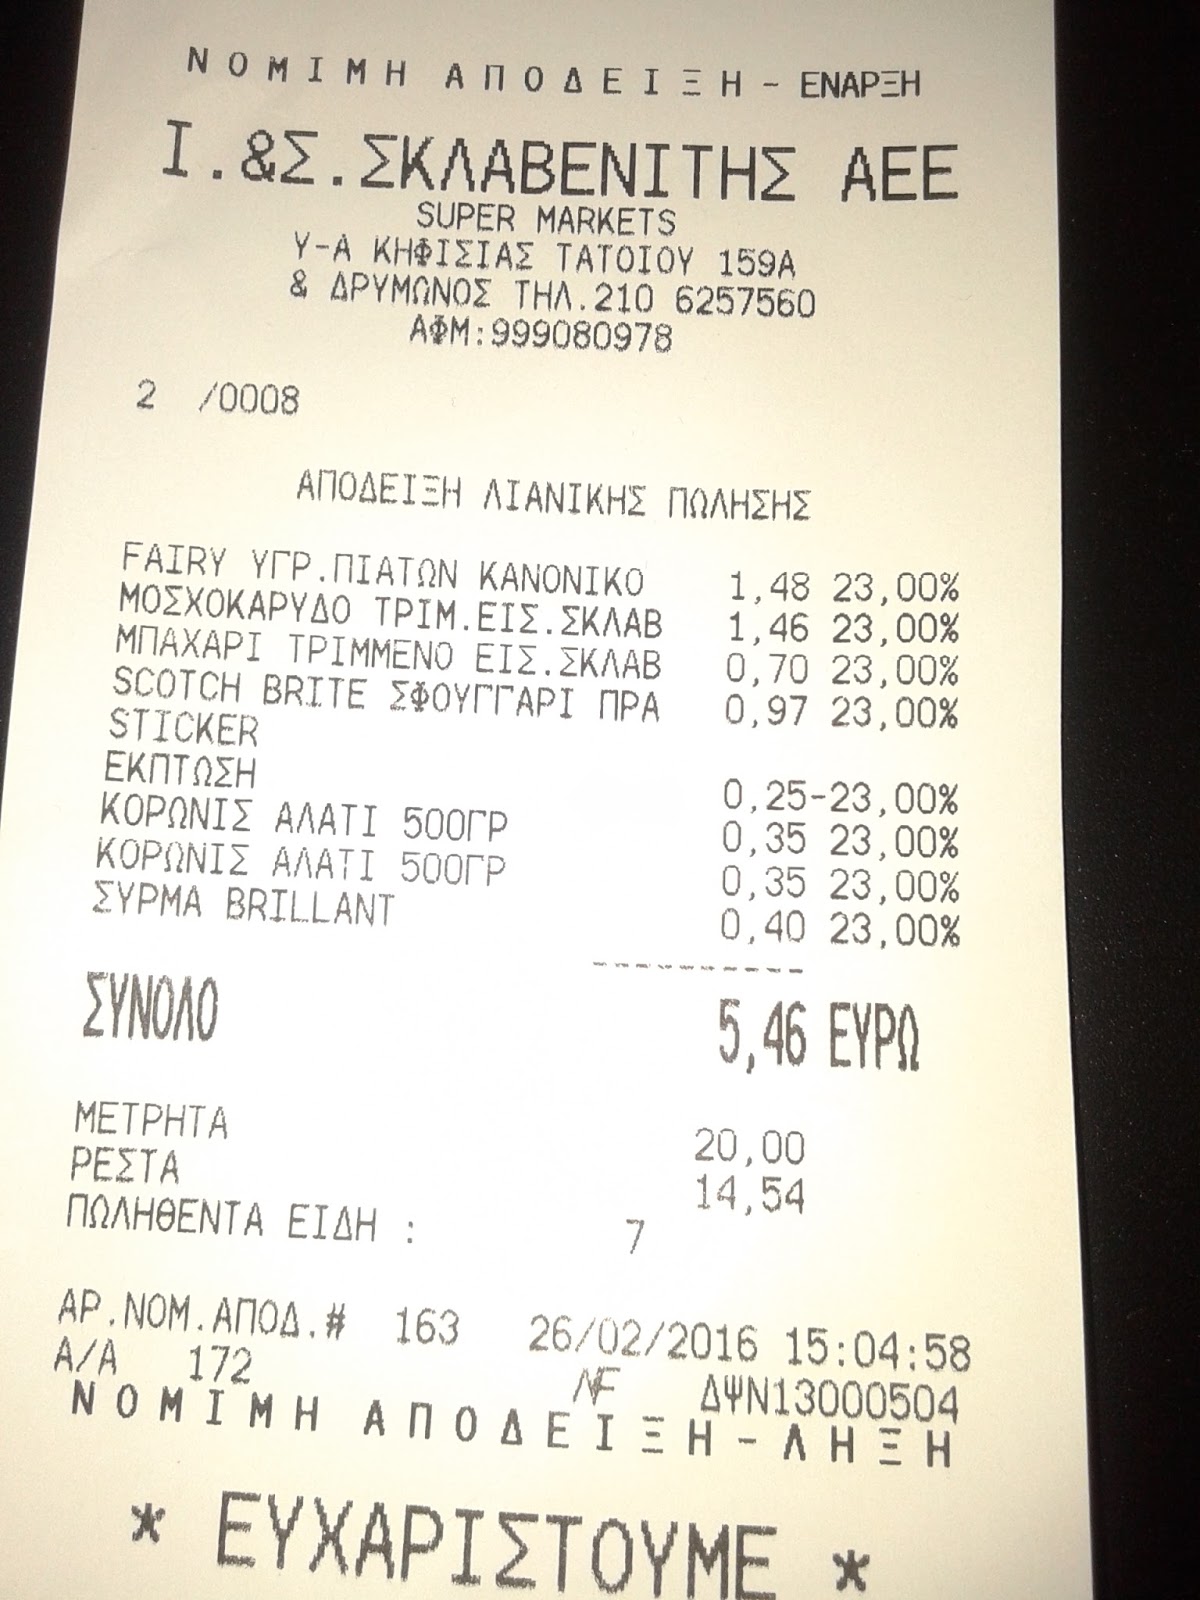 ΝΟΜΙΜΗ ΑΠΟΔΕΙΞΗ - ΕΝΑΡΞΗ
Ι.&Σ.ΣΚΛΑΒΕΝΙΤΗΣ ΑΕΕ
SUPER MARKETS
Υ-Α ΚΗΦΙΣΙΑΣ ΤΑΤΟΙΟΥ 159Α
& ΔΡΥΜΩΝΟΣ ΤΗΛ.210 6257560
ΑΦΜ:999080978
2 /0008
ΑΠΟΔΕΙΞΗ ΛΙΑΝΙΚΗΣ ΠΩΛΗΣΗΣ
FAIRY ΥΓΡ.ΠΙΑΤΩΝ ΚΑΝΟΝΙΚΟ 1,48 23,00%
ΜΟΣΧΟΚΑΡΥΔΟ ΤΡΙΜ.ΕΙΣ.ΣΚΛΑΒ 1,46 23,00%
ΜΠΑΧΑΡΙ ΤΡΙΜΜΕΝΟ ΕΙΣ.ΣΚΛΑΒ 0,70 23,00%
SCOTCH BRITE ΣΦΟΥΓΓΑΡΙ ΠΡΑ 0,97 23,00%
STICKER
ΕΚΠΤΩΣΗ 0,25-23,00%
ΚΟΡΩΝΙΣ ΑΛΑΤΙ 500ΓΡ 0,35 23,00%
ΚΟΡΩΝΙΣ ΑΛΑΤΙ 500ΓΡ 0,35 23,00%
ΣΥΡΜΑ BRILLANT 0,40 23,00%
ΣΥΝΟΛΟ 5,46 ΕΥΡΩ
ΜΕΤΡΗΤΑ 20,00
ΡΕΣΤΑ 14,54
ΠΩΛΗΘΕΝΤΑ ΕΙΔΗ : 7
ΑΡ.ΝΟΜ.ΑΠΟΔ.# 163 26/02/2016 15:04:58
Α/Α 172 ΔΨΝ13000504
ΝΟΜΙΜΗ ΑΠΟΔΕΙΞΗ - ΛΗΞΗ
* ΕΥΧΑΡΙΣΤΟΥΜΕ *